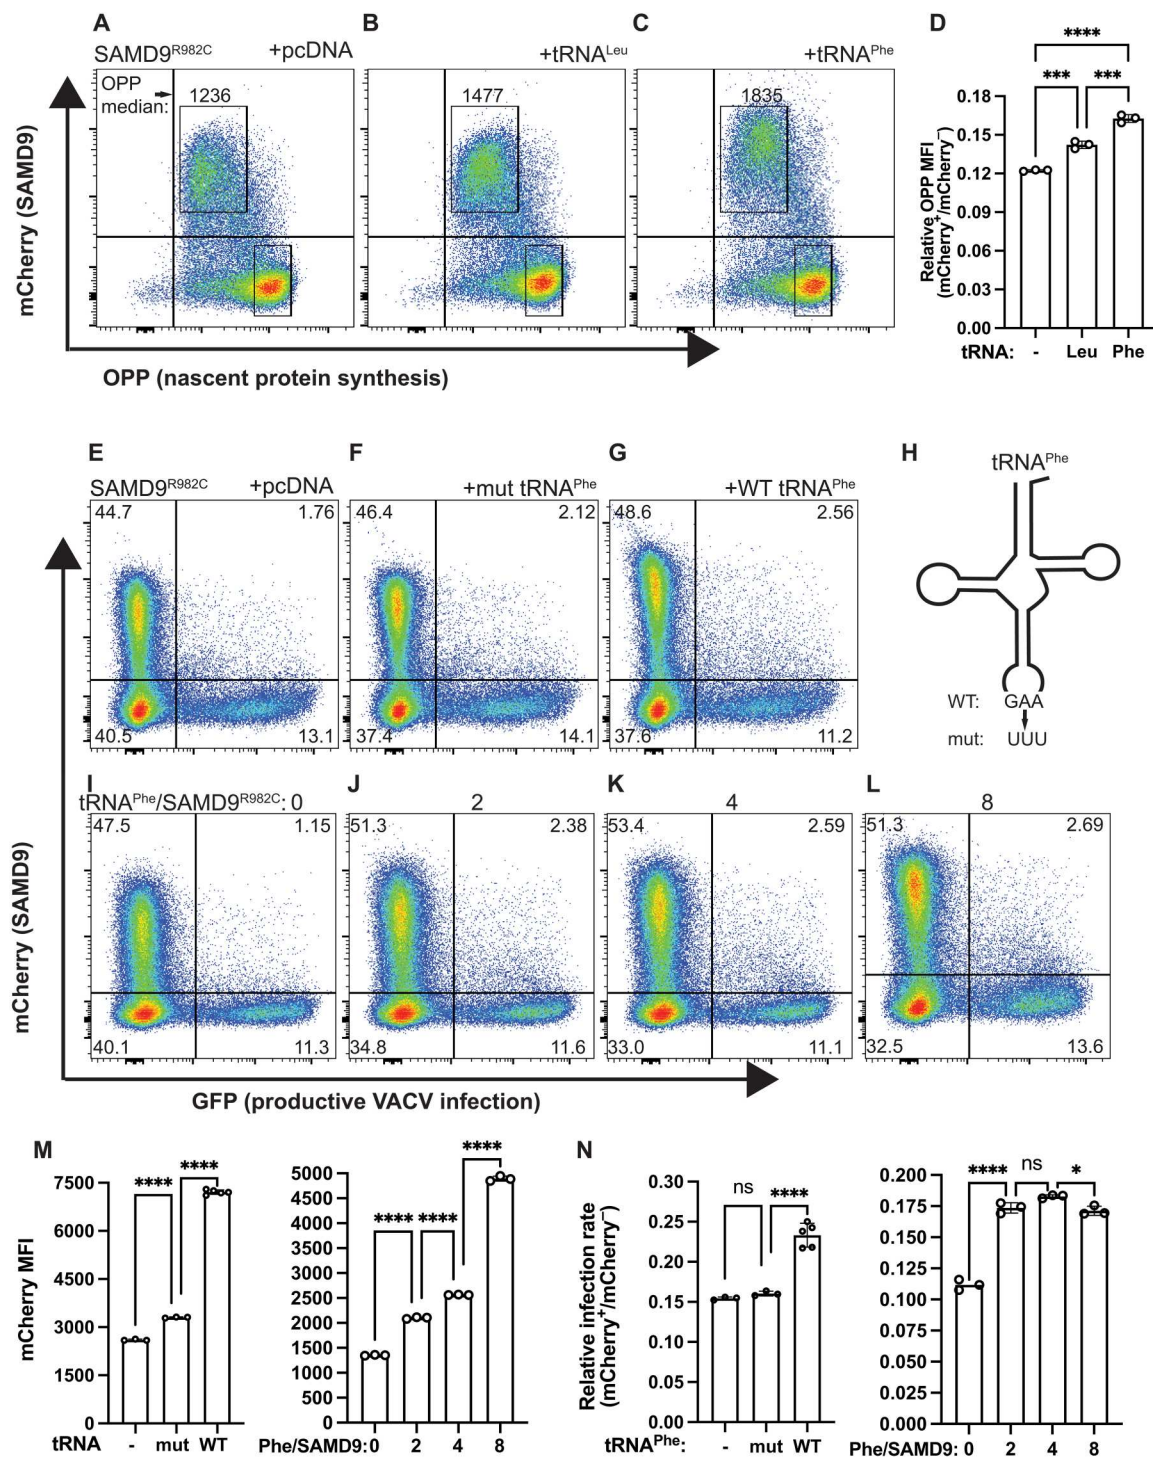 A
B
C
D
SAMD9R982C +pcDNA
+tRNALeu
+tRNAPhe
OPP
median:
1236
1477
1835
mCherry (SAMD9)
OPP (nascent protein synthesis)
****
*** ***
Relative OPP MFI
(mCherry+/mCherry−)
0.18
0.15
0.12
0.09
0.06
0.03
0.00
tRNA: - Leu Phe
E
F
G
H
SAMD9R982C +pcDNA
+mut tRNAPhe
+WT tRNAPhe
tRNAPhe
44.7 1.76
40.5 13.1
46.4 2.12
37.4 14.1
48.6 2.56
37.6 11.2
WT: GAA
mut: UUU
I
J
K
L
tRNAPhe/SAMD9R982C: 0
2
4
8
47.5 1.15
40.1 11.3
51.3 2.38
34.8 11.6
53.4 2.59
33.0 11.1
51.3 2.69
32.5 13.6
mCherry (SAMD9)
GFP (productive VACV infection)
M
mCherry MFI
7500
6000
4500
3000
1500
0
**** ****
tRNA - mut WT
5000
4500
4000
3500
3000
2500
2000
1500
1000
500
0
**** **** ****
Phe/SAMD9: 0 2 4 8
N
Relative infection rate
(mCherry+/mCherry−)
0.30
0.25
0.20
0.15
0.10
0.05
0.00
ns ****
tRNAPhe: - mut WT
0.200
0.175
0.150
0.125
0.100
0.075
0.050
0.025
0.000
**** ns *
Phe/SAMD9: 0 2 4 8